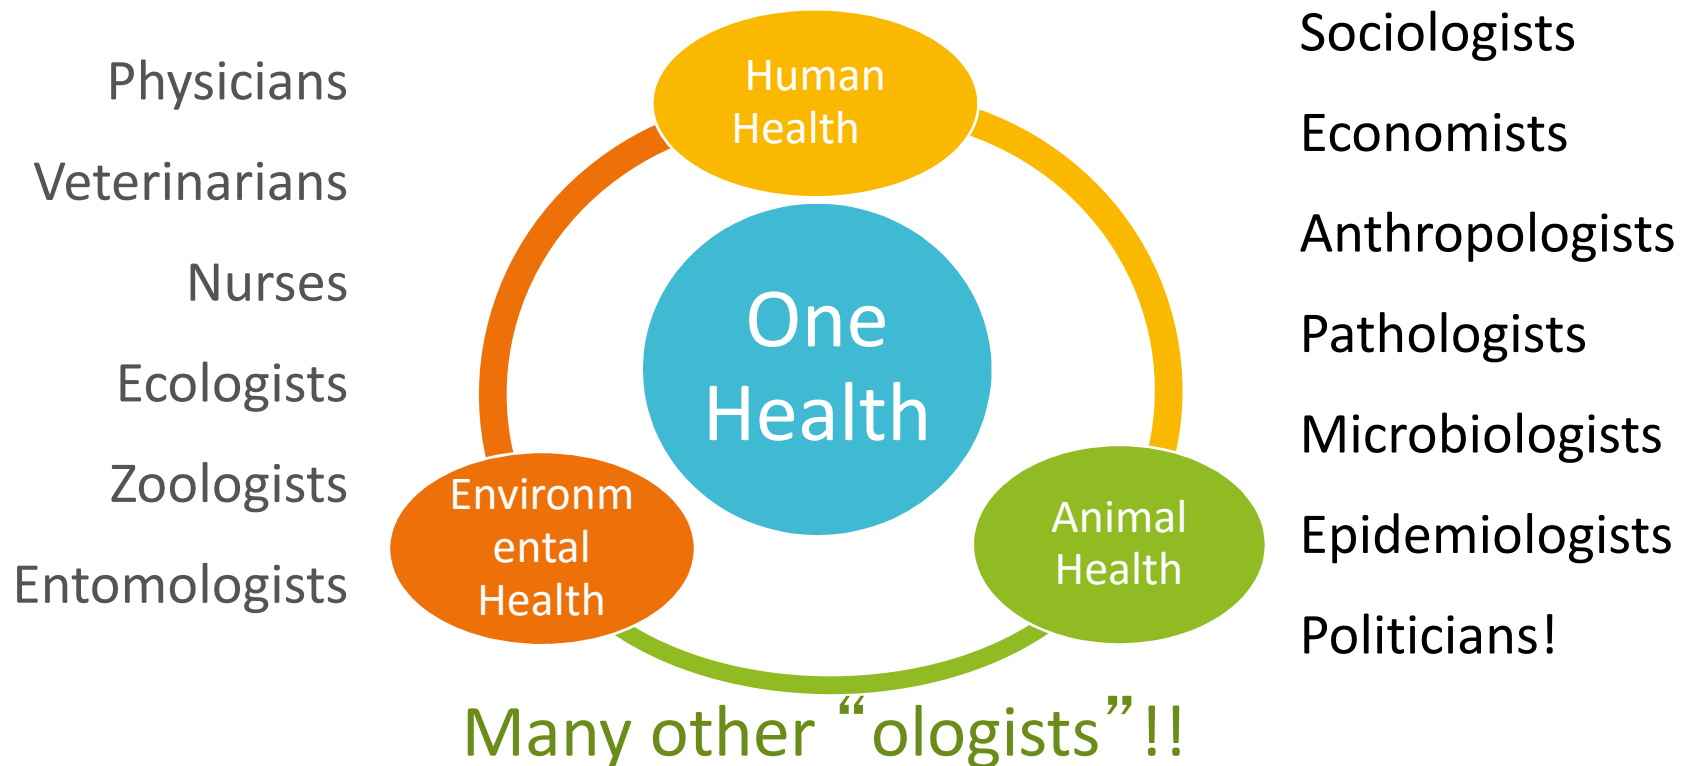 Physicians
Veterinarians
Nurses
Ecologists
Zoologists
Entomologists
Human
Health
One
Health
Environm
ental
Health
Animal
Health
Sociologists
Economists
Anthropologists
Pathologists
Microbiologists
Epidemiologists
Politicians!
Many other “ologists”!!